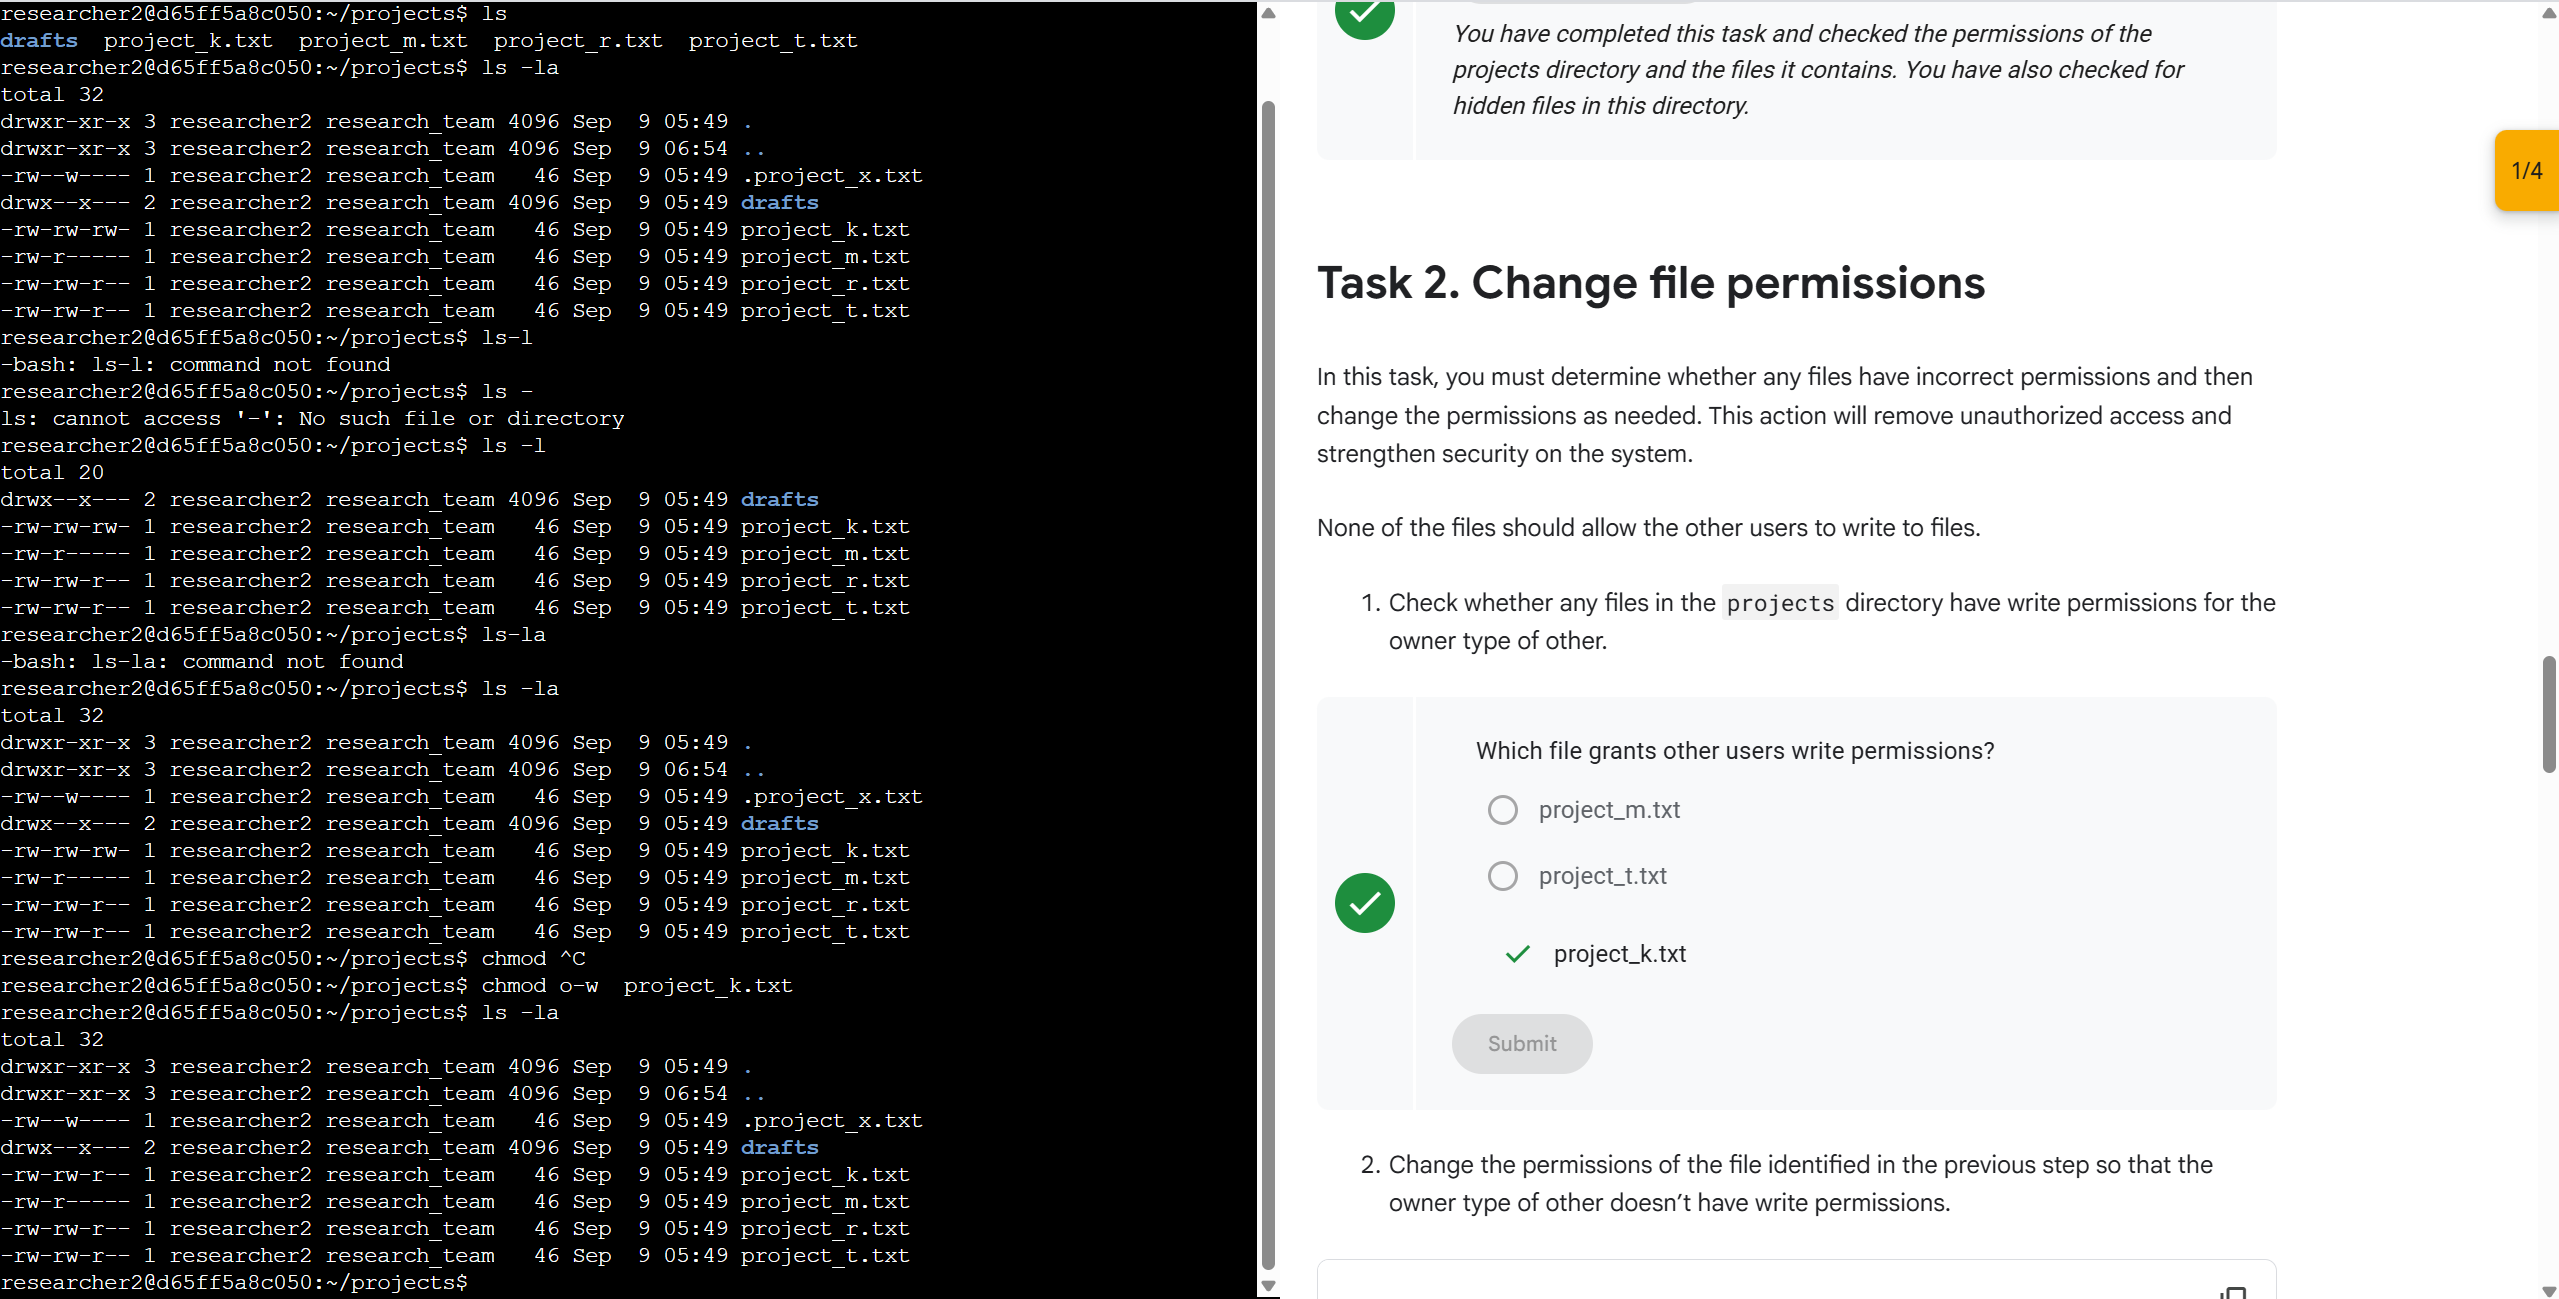 researcher2@d65ff5a8c050:~/projects$ ls
drafts  project_k.txt  project_m.txt  project_r.txt  project_t.txt
researcher2@d65ff5a8c050:~/projects$ ls -la
total 32
drwxr-xr-x 3 researcher2 research_team 4096 Sep  9 05:49 .
drwxr-xr-x 3 researcher2 research_team 4096 Sep  9 06:54 ..
-rw--w---- 1 researcher2 research_team   46 Sep  9 05:49 .project_x.txt
drwx--x--- 2 researcher2 research_team 4096 Sep  9 05:49 drafts
-rw-rw-rw- 1 researcher2 research_team   46 Sep  9 05:49 project_k.txt
-rw-r----- 1 researcher2 research_team   46 Sep  9 05:49 project_m.txt
-rw-rw-r-- 1 researcher2 research_team   46 Sep  9 05:49 project_r.txt
-rw-rw-r-- 1 researcher2 research_team   46 Sep  9 05:49 project_t.txt
researcher2@d65ff5a8c050:~/projects$ ls-l
-bash: ls-l: command not found
researcher2@d65ff5a8c050:~/projects$ ls -
ls: cannot access '-': No such file or directory
researcher2@d65ff5a8c050:~/projects$ ls -l
total 20
drwx--x--- 2 researcher2 research_team 4096 Sep  9 05:49 drafts
-rw-rw-rw- 1 researcher2 research_team   46 Sep  9 05:49 project_k.txt
-rw-r----- 1 researcher2 research_team   46 Sep  9 05:49 project_m.txt
-rw-rw-r-- 1 researcher2 research_team   46 Sep  9 05:49 project_r.txt
-rw-rw-r-- 1 researcher2 research_team   46 Sep  9 05:49 project_t.txt
researcher2@d65ff5a8c050:~/projects$ ls-la
-bash: ls-la: command not found
researcher2@d65ff5a8c050:~/projects$ ls -la
total 32
drwxr-xr-x 3 researcher2 research_team 4096 Sep  9 05:49 .
drwxr-xr-x 3 researcher2 research_team 4096 Sep  9 06:54 ..
-rw--w---- 1 researcher2 research_team   46 Sep  9 05:49 .project_x.txt
drwx--x--- 2 researcher2 research_team 4096 Sep  9 05:49 drafts
-rw-rw-rw- 1 researcher2 research_team   46 Sep  9 05:49 project_k.txt
-rw-r----- 1 researcher2 research_team   46 Sep  9 05:49 project_m.txt
-rw-rw-r-- 1 researcher2 research_team   46 Sep  9 05:49 project_r.txt
-rw-rw-r-- 1 researcher2 research_team   46 Sep  9 05:49 project_t.txt
researcher2@d65ff5a8c050:~/projects$ chmod ^C
researcher2@d65ff5a8c050:~/projects$ chmod o-w  project_k.txt
researcher2@d65ff5a8c050:~/projects$ ls -la
total 32
drwxr-xr-x 3 researcher2 research_team 4096 Sep  9 05:49 .
drwxr-xr-x 3 researcher2 research_team 4096 Sep  9 06:54 ..
-rw--w---- 1 researcher2 research_team   46 Sep  9 05:49 .project_x.txt
drwx--x--- 2 researcher2 research_team 4096 Sep  9 05:49 drafts
-rw-rw-r-- 1 researcher2 research_team   46 Sep  9 05:49 project_k.txt
-rw-r----- 1 researcher2 research_team   46 Sep  9 05:49 project_m.txt
-rw-rw-r-- 1 researcher2 research_team   46 Sep  9 05:49 project_r.txt
-rw-rw-r-- 1 researcher2 research_team   46 Sep  9 05:49 project_t.txt
researcher2@d65ff5a8c050:~/projects$
You have completed this task and checked the permissions of the
projects directory and the files it contains. You have also checked for
hidden files in this directory.
1/4
Task 2. Change file permissions
In this task, you must determine whether any files have incorrect permissions and then
change the permissions as needed. This action will remove unauthorized access and
strengthen security on the system.
None of the files should allow the other users to write to files.
1. Check whether any files in the projects directory have write permissions for the
owner type of other.
Which file grants other users write permissions?
project_m.txt
project_t.txt
project_k.txt
Submit
2. Change the permissions of the file identified in the previous step so that the
owner type of other doesn’t have write permissions.